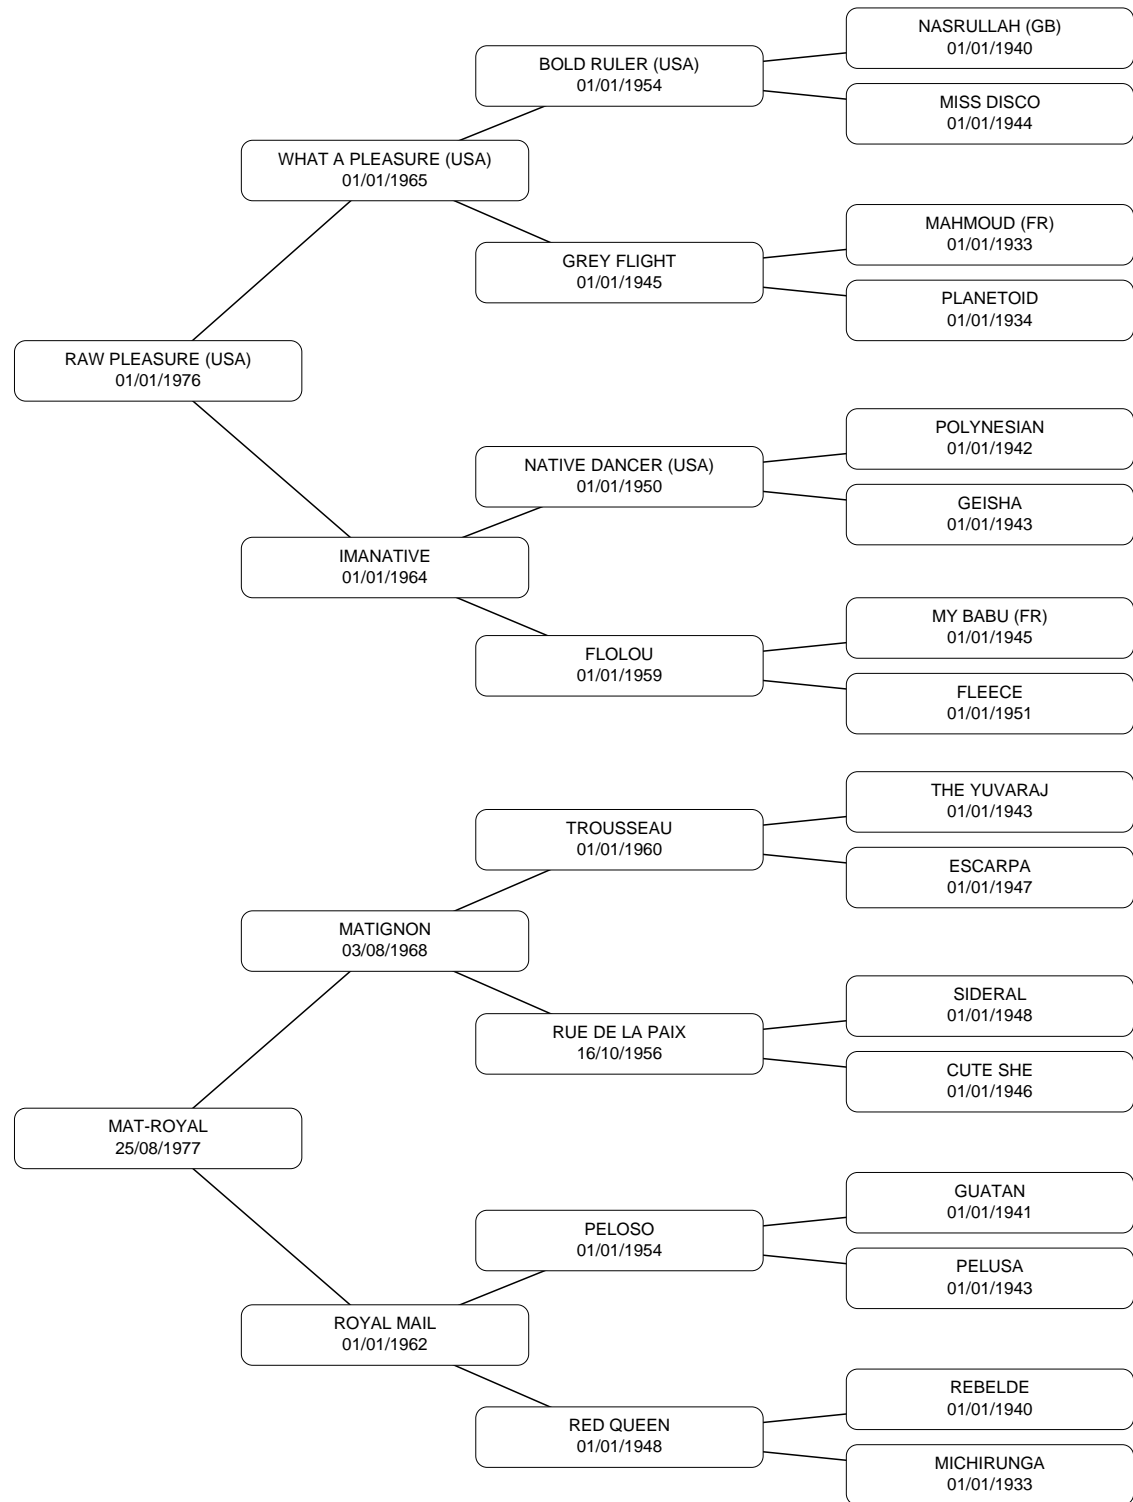 NASRULLAH (GB)
01/01/1940
BOLD RULER (USA)
01/01/1954
MISS DISCO
01/01/1944
WHAT A PLEASURE (USA)
01/01/1965
MAHMOUD (FR)
01/01/1933
GREY FLIGHT
01/01/1945
PLANETOID
01/01/1934
RAW PLEASURE (USA)
01/01/1976
POLYNESIAN
01/01/1942
NATIVE DANCER (USA)
01/01/1950
GEISHA
01/01/1943
IMANATIVE
01/01/1964
MY BABU (FR)
01/01/1945
FLOLOU
01/01/1959
FLEECE
01/01/1951
THE YUVARAJ
01/01/1943
TROUSSEAU
01/01/1960
ESCARPA
01/01/1947
MATIGNON
03/08/1968
SIDERAL
01/01/1948
RUE DE LA PAIX
16/10/1956
CUTE SHE
01/01/1946
MAT-ROYAL
25/08/1977
GUATAN
01/01/1941
PELOSO
01/01/1954
PELUSA
01/01/1943
ROYAL MAIL
01/01/1962
REBELDE
01/01/1940
RED QUEEN
01/01/1948
MICHIRUNGA
01/01/1933